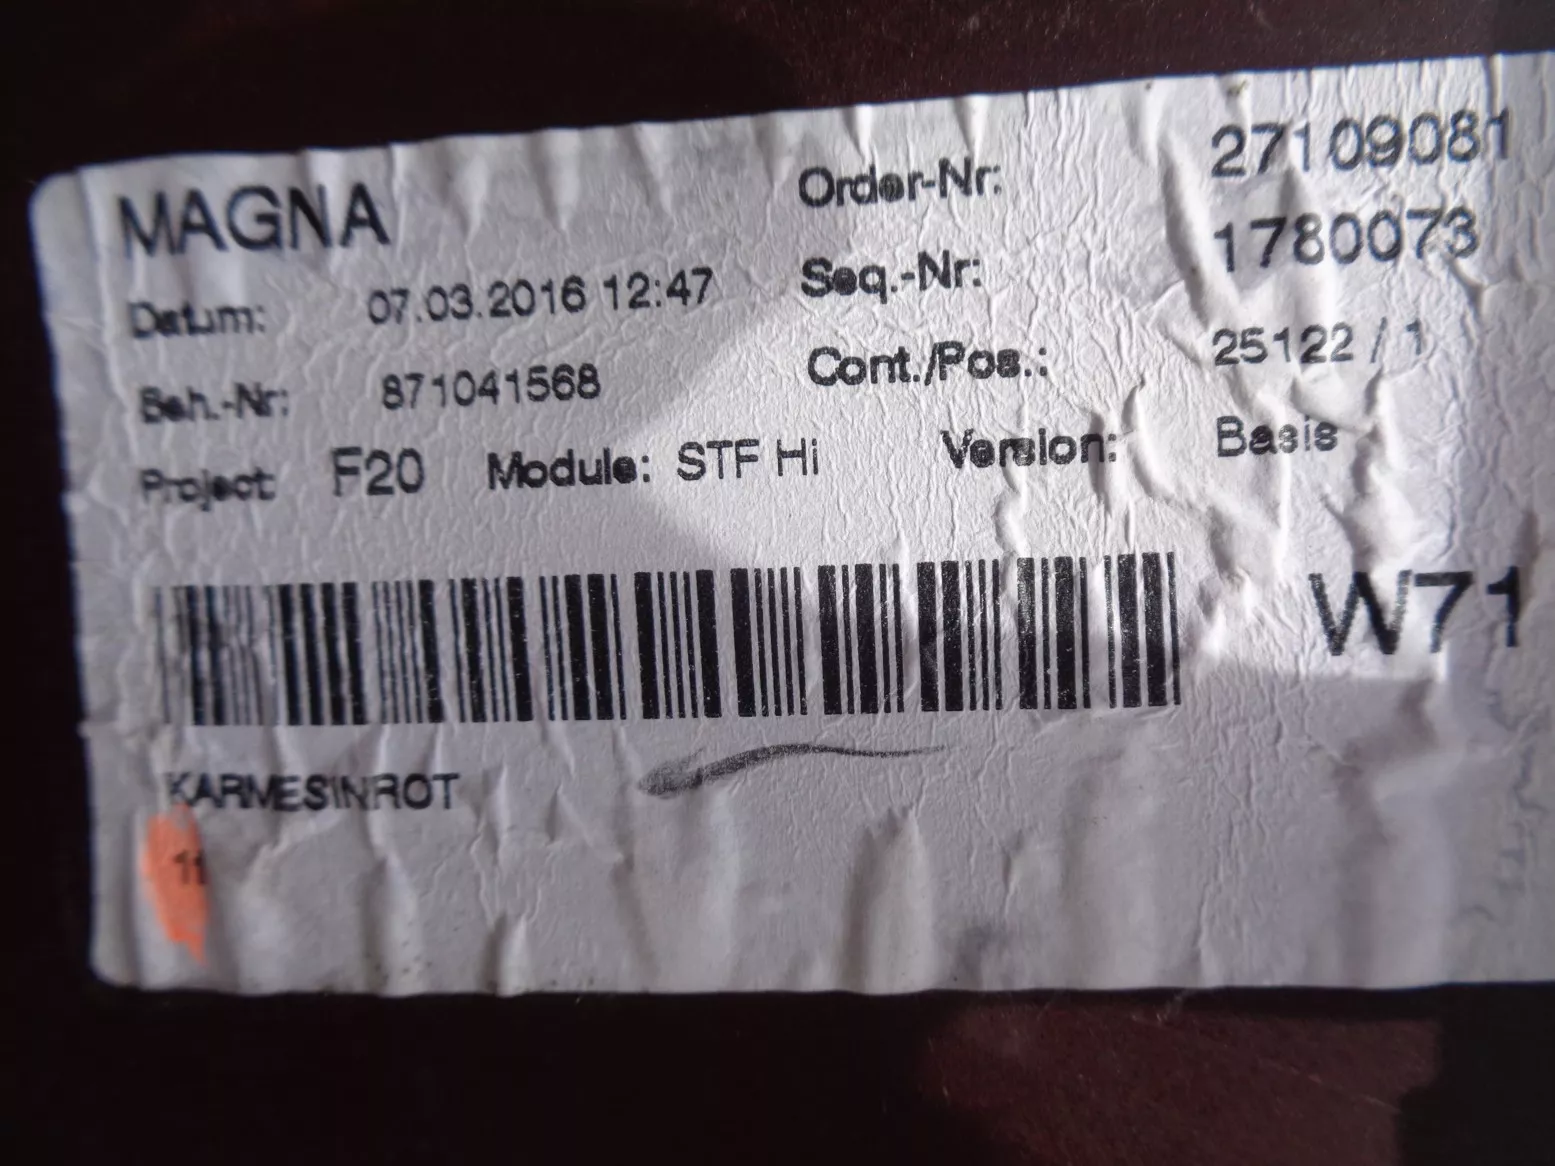 MAGNA
Order-Nr: 27109081
Seq.-Nr: 1780073
Datum: 07.03.2016 12:47
Cont./Pos.: 25122 / 1
Beh.-Nr: 871041568
Project: F20 Module: STF Hi Version: Basis
W71
KARMESINROT